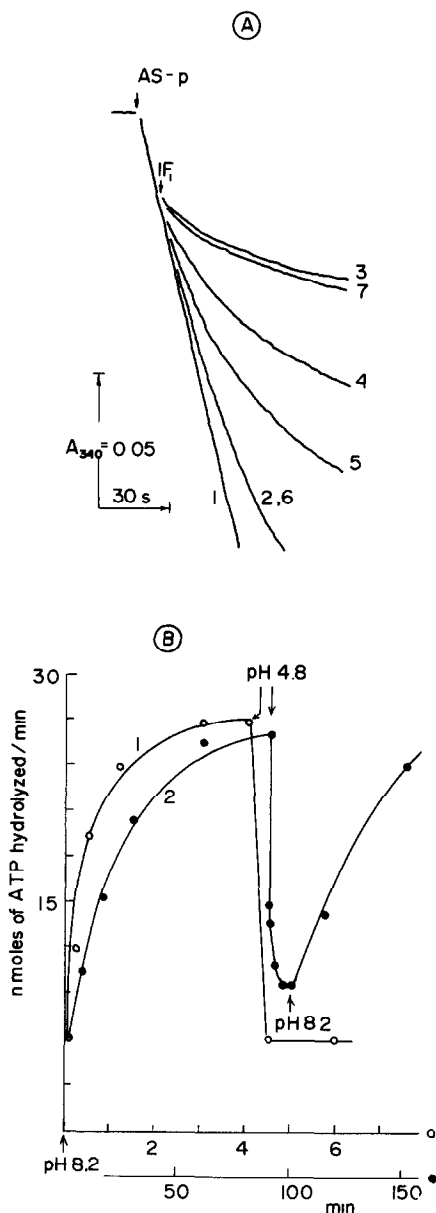 A
AS-p
IF₁
3
7
4
5
1
2,6
A₃₄₀=0.05
30 s
B
pH 4.8
30
1
2
15
n moles of ATP hydrolyzed/min
pH 8.2
2
4
6
pH 8.2
50
100
150
min